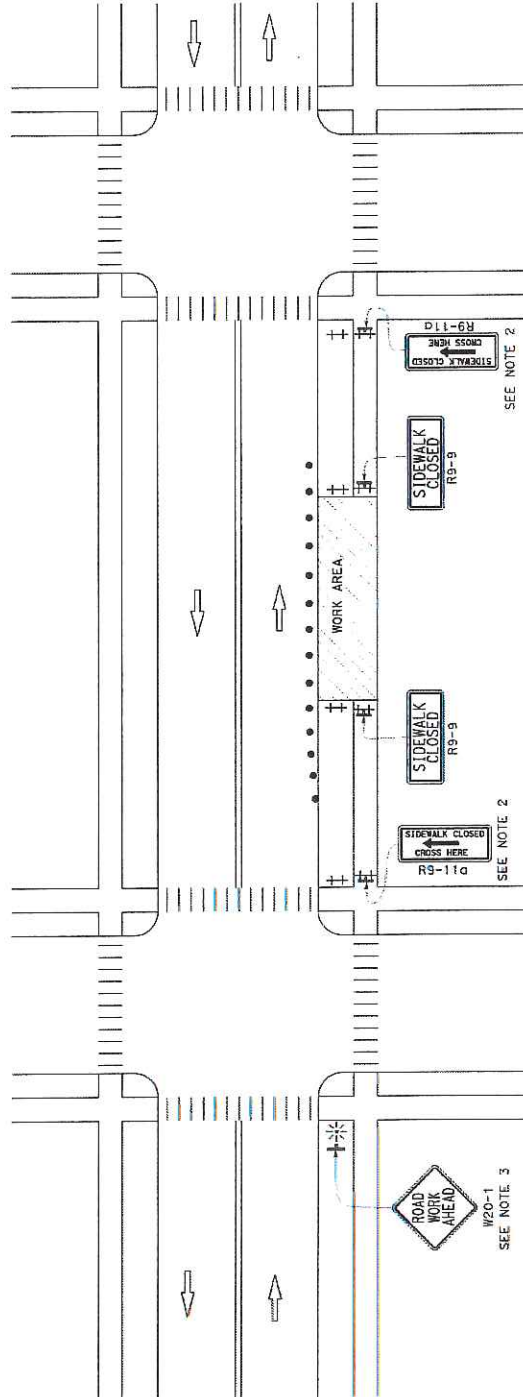 WORK AREA
ROAD
WORK
AHEAD
W20-1
SEE NOTE 3
SIDEWALK CLOSED
CROSS HERE
R9-11a
SEE NOTE 2
SIDEWALK
CLOSED
R9-9
SIDEWALK
CLOSED
R9-9
SIDEWALK CLOSED
CROSS HERE
R9-11a
SEE NOTE 2